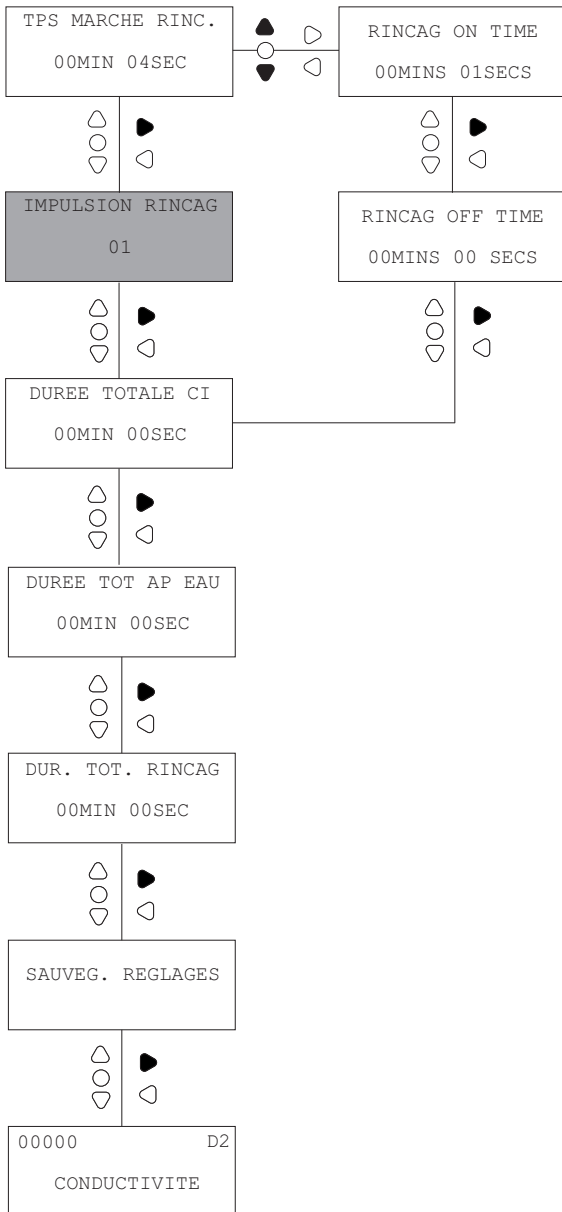 TPS MARCHE RINC.
00MIN 04SEC
RINCAG ON TIME
00MINS 01SECS
IMPULSION RINCAG
01
RINCAG OFF TIME
00MINS 00 SECS
DUREE TOTALE CI
00MIN 00SEC
DUREE TOT AP EAU
00MIN 00SEC
DUR. TOT. RINCAG
00MIN 00SEC
SAUVEG. REGLAGES
00000 D2
CONDUCTIVITE